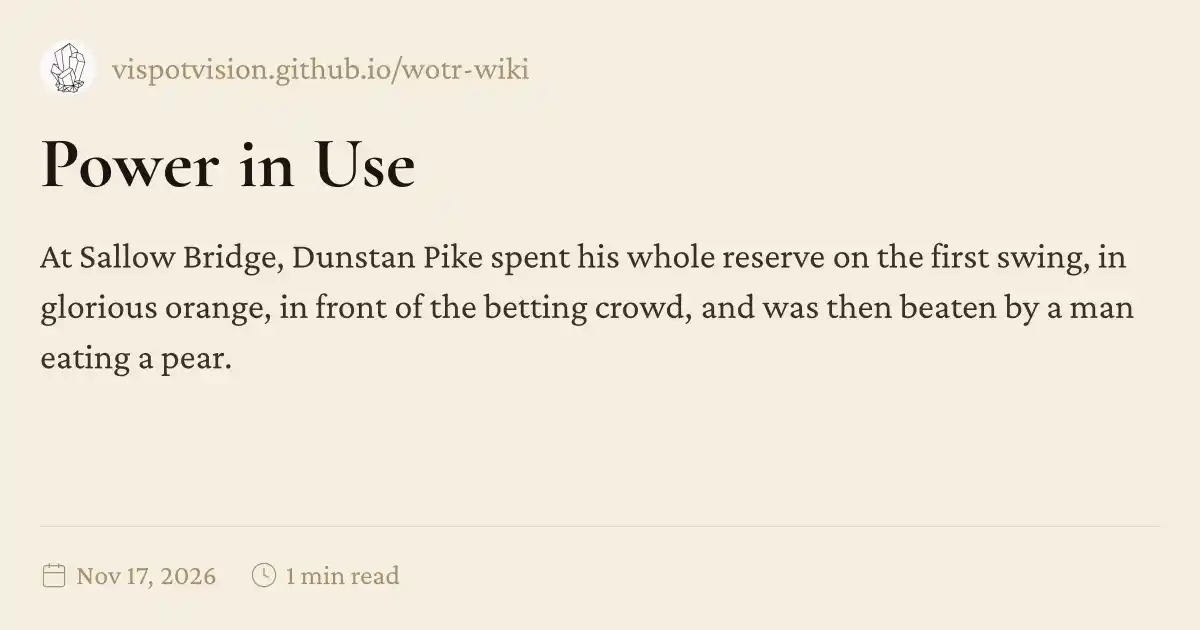 vispotvision.github.io/wotr-wiki
Power in Use
At Sallow Bridge, Dunstan Pike spent his whole reserve on the first swing, in
glorious orange, in front of the betting crowd, and was then beaten by a man
eating a pear.
Nov 17, 2026
1 min read